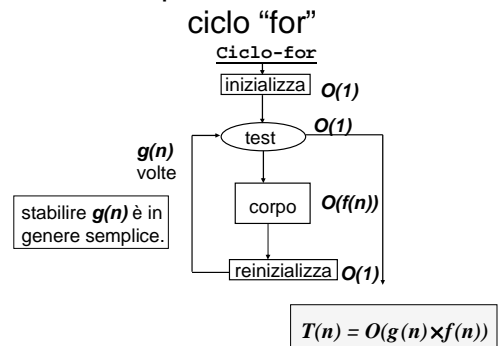 ciclo “for”
Ciclo-for
inizializza O(1)
test O(1)
g(n)
volte
corpo O(f(n))
stabilire g(n) è in
genere semplice.
reinizializza O(1)
T(n) = O(g(n)×f(n))